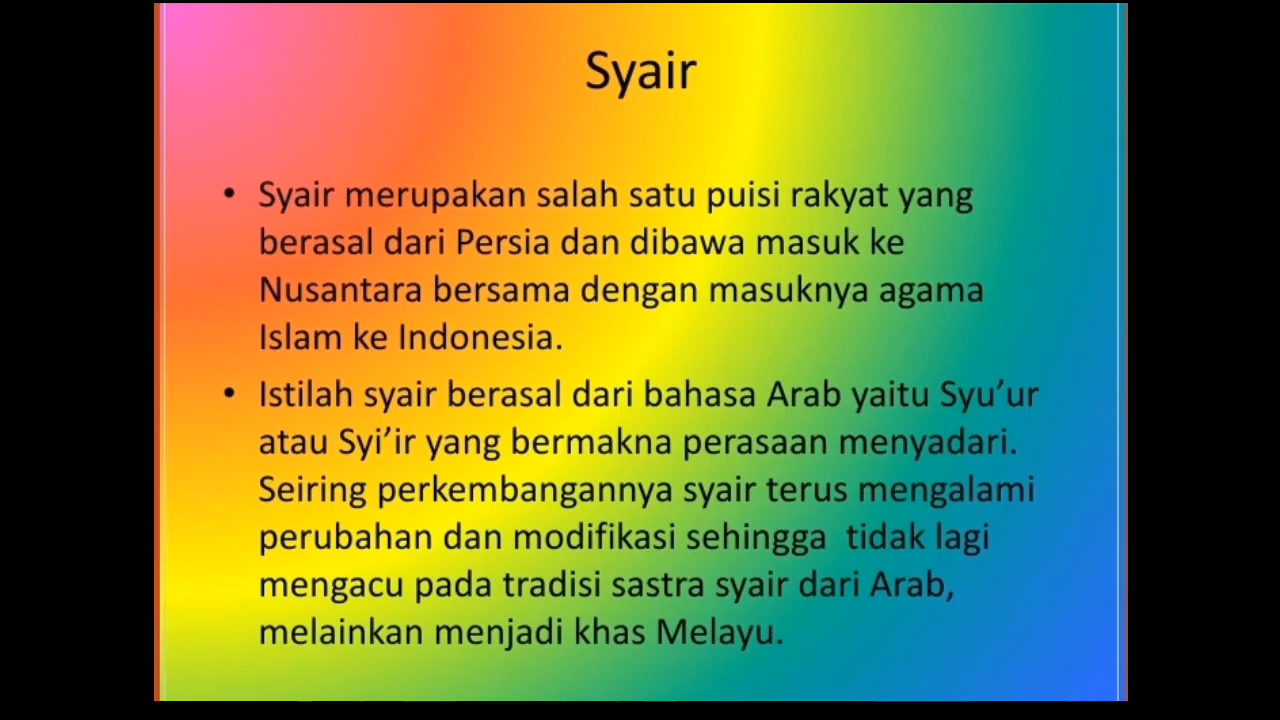 Syair
• Syair merupakan salah satu puisi rakyat yang
berasal dari Persia dan dibawa masuk ke
Nusantara bersama dengan masuknya agama
Islam ke Indonesia.
• Istilah syair berasal dari bahasa Arab yaitu Syu’ur
atau Syi’ir yang bermakna perasaan menyadari.
Seiring perkembangannya syair terus mengalami
perubahan dan modifikasi sehingga  tidak lagi
mengacu pada tradisi sastra syair dari Arab,
melainkan menjadi khas Melayu.